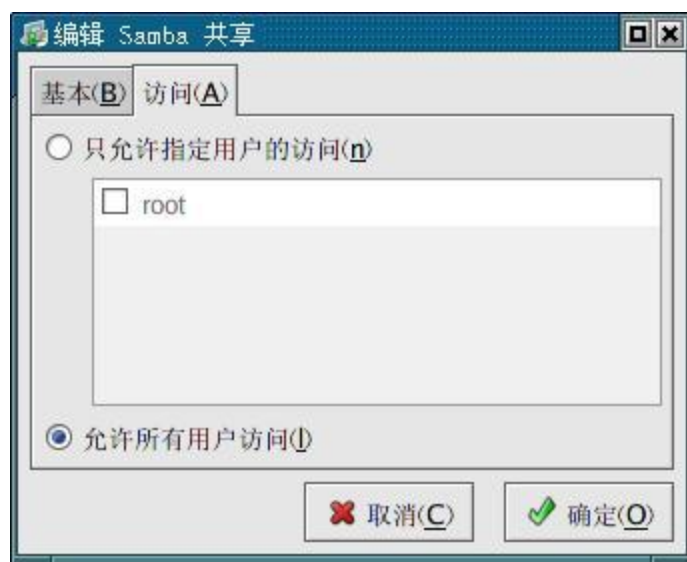 编辑 Samba 共享
基本(B) 访问(A)
只允许指定用户的访问(n)
root
允许所有用户访问(l)
取消(C) 确定(O)